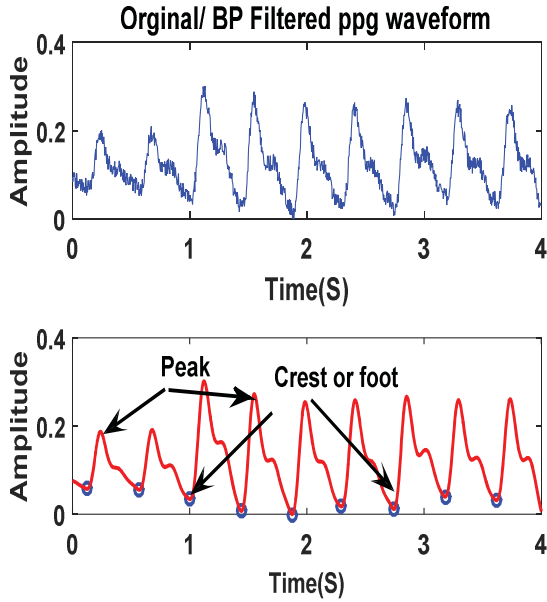 Orginal/ BP Filtered ppg waveform
0.4
0.2
0
Amplitude
0 1 2 3 4
Time(S)
0.4
0.2
0
Amplitude
Peak
Crest or foot
0 1 2 3 4
Time(S)